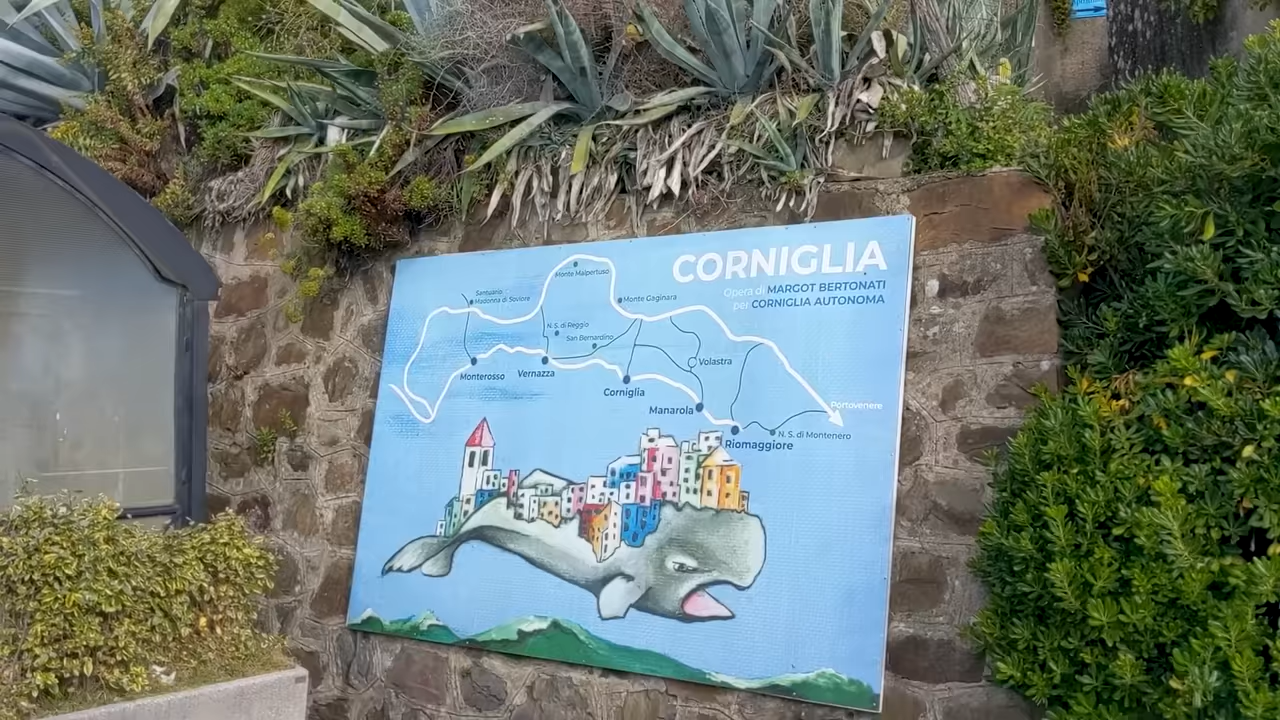 CORNIGLIA
Opera di MARGOT BERTONATI
per CORNIGLIA AUTONOMA
Monte Malpertuso
Santuario
Madonna di Soviore
Monte Gaginara
N. S. di Reggio
San Bernardino
Monterosso
Vernazza
Volastra
Corniglia
Manarola
Portovenere
Riomaggiore
N. S. di Montenero